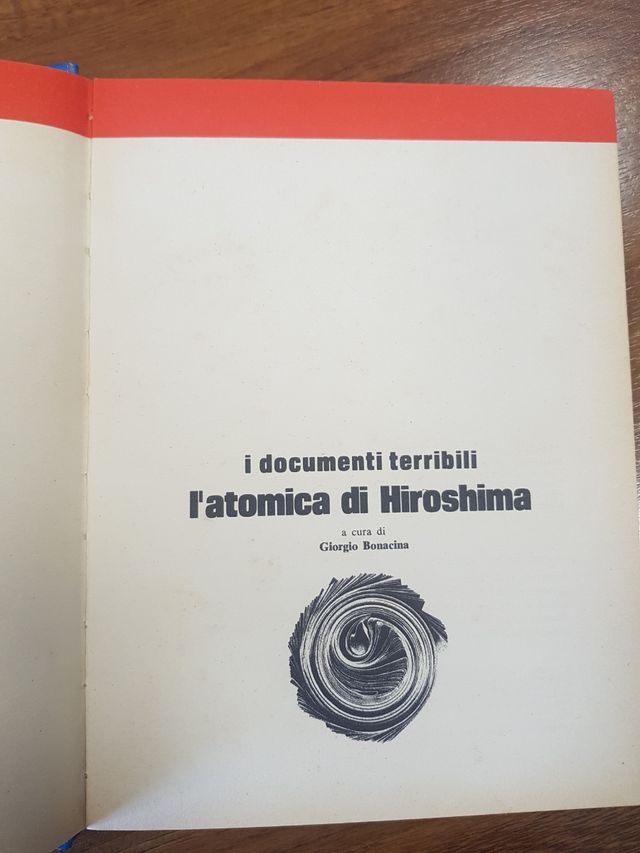 i documenti terribili
l'atomica di Hiroshima
a cura di
Giorgio Bonacina